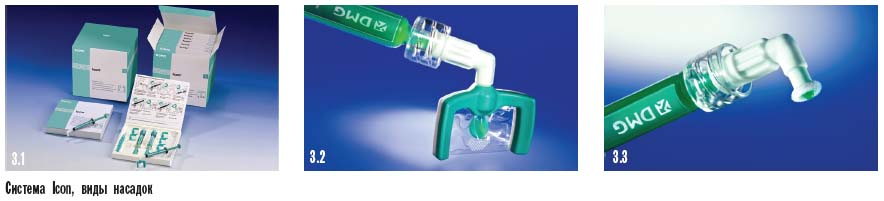 3.1
3.2
DMG
3.3
DMG
Система Icon, виды насадок